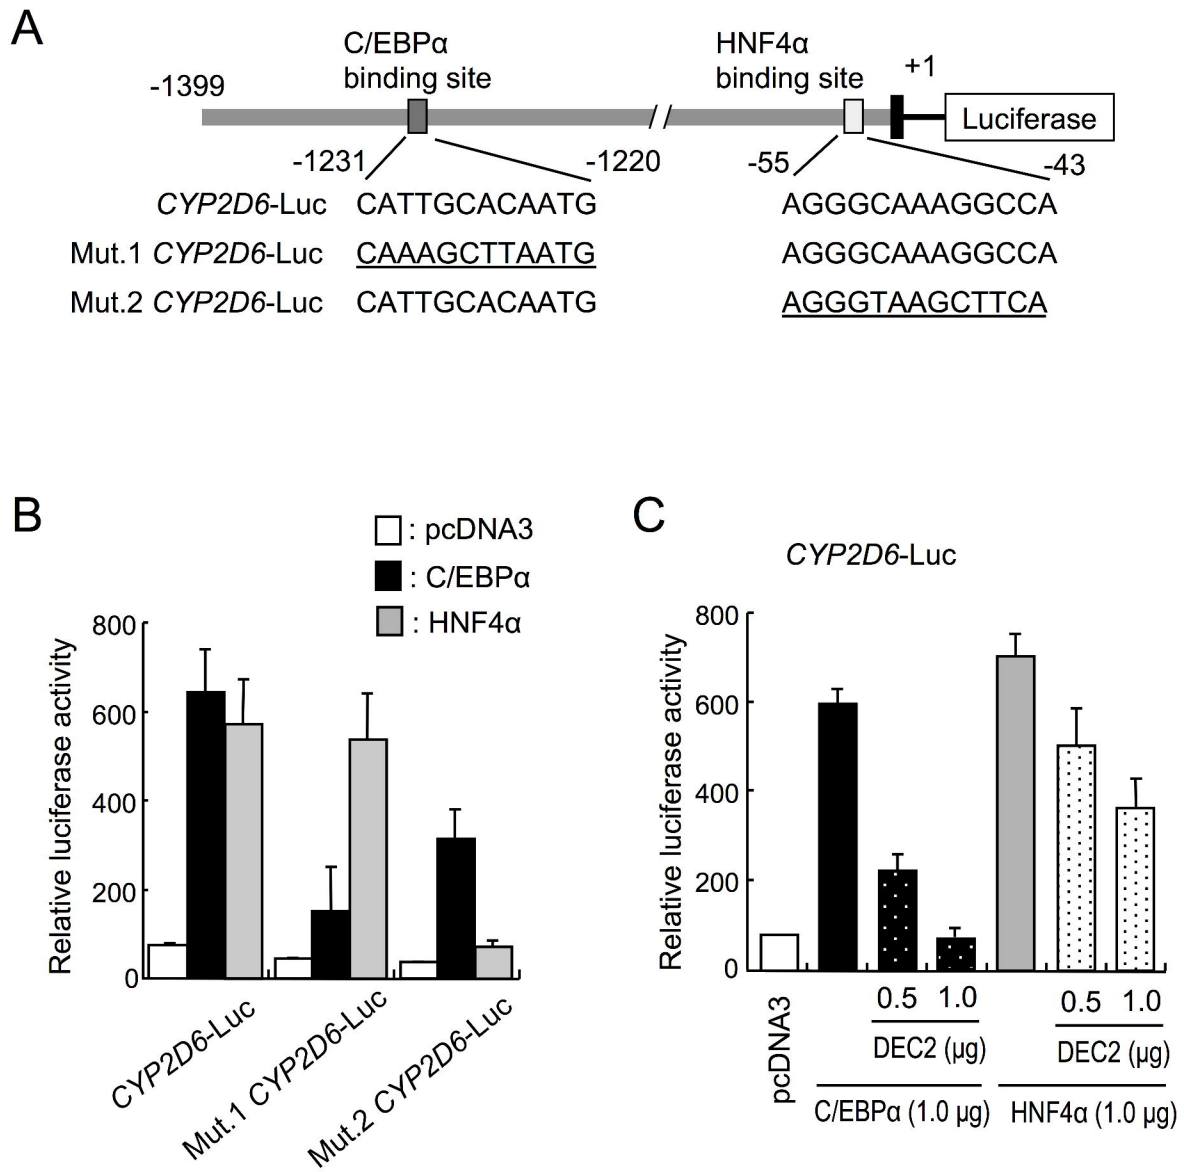 A
C/EBPα
binding site
HNF4α
binding site
+1
-1399
Luciferase
-1231
-1220
-55
-43
CYP2D6-Luc CATTGCACAATG AGGGCAAAGGCCA
Mut.1 CYP2D6-Luc CAAAGCTTAATG AGGGCAAAGGCCA
Mut.2 CYP2D6-Luc CATTGCACAATG AGGGTAAGCTTCA
B
: pcDNA3
: C/EBPα
: HNF4α
Relative luciferase activity
800
600
400
200
0
CYP2D6-Luc
Mut.1 CYP2D6-Luc
Mut.2 CYP2D6-Luc
C
CYP2D6-Luc
Relative luciferase activity
800
600
400
200
0
pcDNA3
0.5 1.0
DEC2 (μg)
C/EBPα (1.0 μg)
0.5 1.0
DEC2 (μg)
HNF4α (1.0 μg)